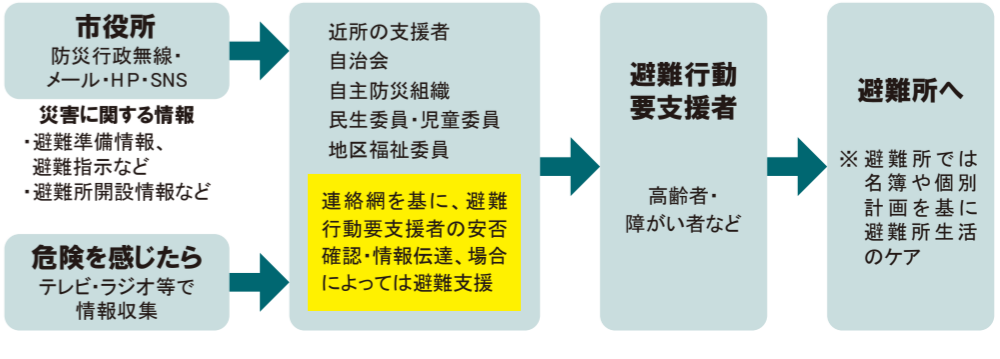 市役所
防災行政無線・
メール・HP・SNS
災害に関する情報
・避難準備情報、
避難指示など
・避難所開設情報など
危険を感じたら
テレビ・ラジオ等で
情報収集
近所の支援者
自治会
自主防災組織
民生委員・児童委員
地区福祉委員
連絡網を基に、避難
行動要支援者の安否
確認・情報伝達、場合
によっては避難支援
避難行動
要支援者
高齢者・
障がい者など
避難所へ
※避難所では
名簿や個別
計画を基に
避難所生活
のケア